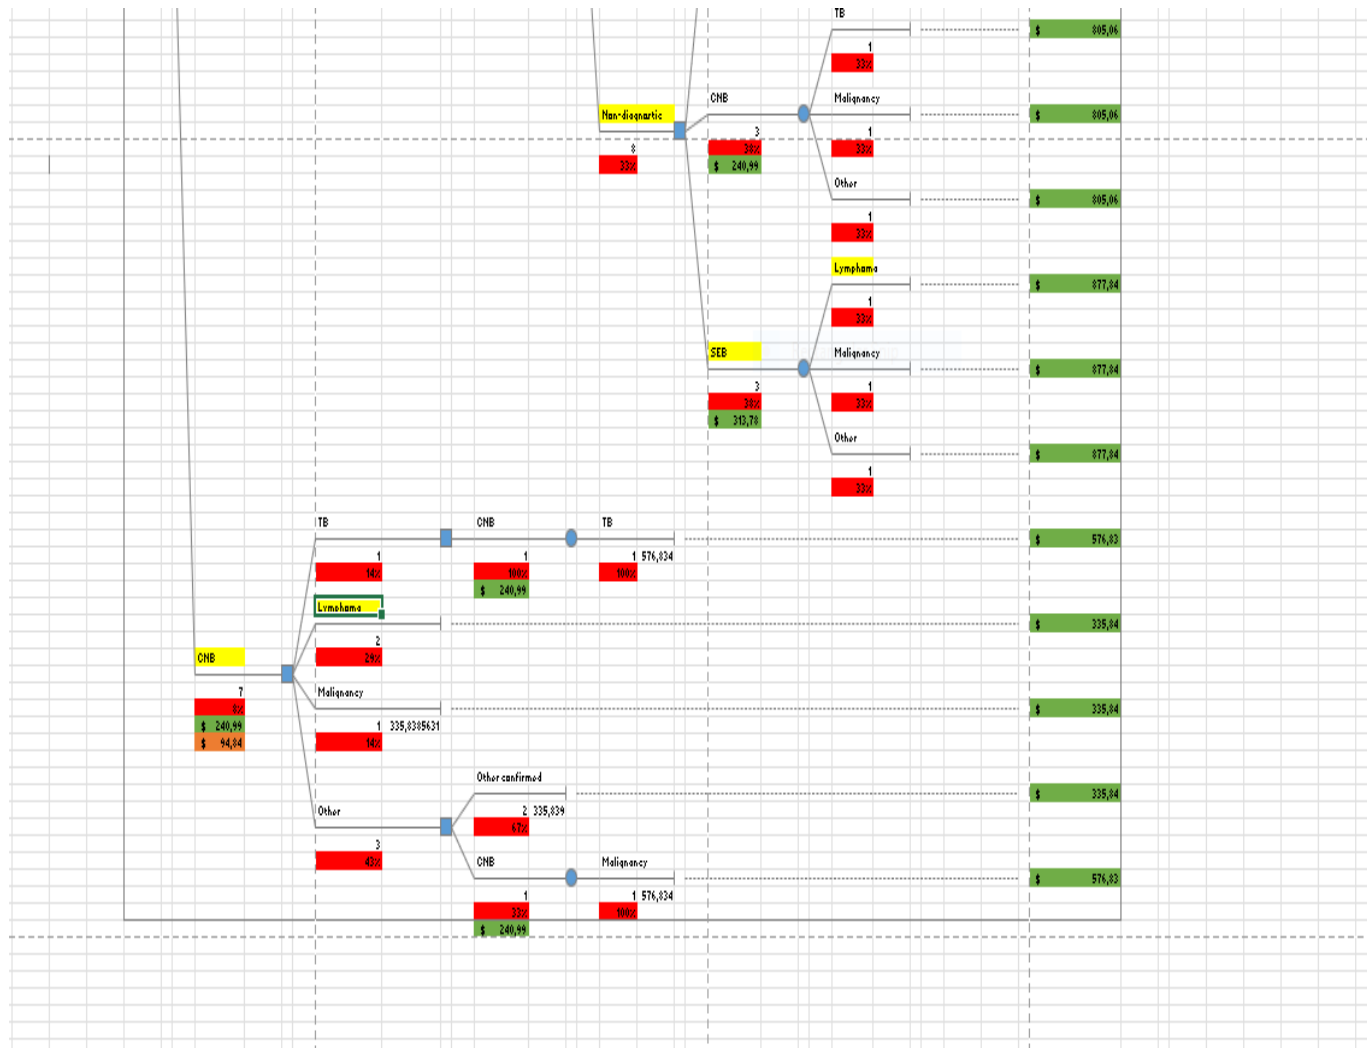 TB
$ 805,06
1
33%
CNB
Malignancy
Non-diagnostic
$ 805,06
3
1
8
38%
33%
33%
$ 240,99
Other
$ 805,06
1
33%
Lymphoma
$ 877,84
1
33%
SEB
Malignancy
$ 877,84
3
1
38%
33%
$ 313,78
Other
$ 877,84
1
33%
TB CNB TB
$ 576,83
1 1 1 576,834
14% 100% 100%
$ 240,99
Lymphoma
$ 335,84
2
29%
CNB
Malignancy
7
$ 335,84
8%
$ 240,99
1 335,8385631
$ 94,84
14%
Other confirmed
$ 335,84
Other
2 335,839
67%
3
43%
CNB Malignancy
$ 576,83
1 1 576,834
33% 100%
$ 240,99